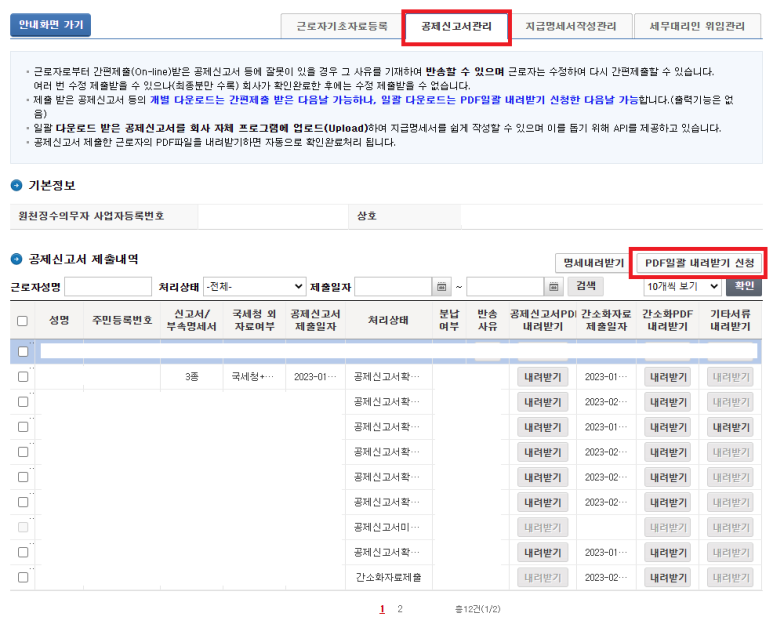 안내화면 가기
근로자기초자료등록 공제신고서관리 지급명세서작성관리 세무대리인 위임관리
· 근로자로부터 간편제출(On-line)받은 공제신고서 등에 잘못이 있을 경우 그 사유를 기재하여 반송할 수 있으며 근로자는 수정하여 다시 간편제출할 수 있습니다.
여러 번 수정 제출받을 수 있으나(최종분만 수록) 회사가 확인완료한 후에는 수정 제출받을 수 없습니다.
· 제출 받은 공제신고서 등의 개별 다운로드는 간편제출 받은 다음날 가능하나, 일괄 다운로드는 PDF일괄 내려받기 신청한 다음날 가능합니다.(출력기능은 없
음)
· 일괄 다운로드 받은 공제신고서를 회사 자체 프로그램에 업로드(Upload)하여 지급명세서를 쉽게 작성할 수 있으며 이를 돕기 위해 API를 제공하고 있습니다.
· 공제신고서 제출한 근로자의 PDF파일을 내려받기하면 자동으로 확인완료처리 됩니다.
기본정보
원천징수의무자 사업자등록번호 상호
공제신고서 제출내역 명세내려받기 PDF일괄 내려받기 신청
근로자성명 처리상태 -전체- 제출일자 ~ 검색 10개씩 보기 확인
성명 주민등록번호 신고서/ 국세청 외 공제신고서 처리상태 분납 반송 공제신고서PDF 간소화자료 간소화PDF 기타서류
부속명세서 자료여부 제출일자 여부 사유 내려받기 제출일자 내려받기 내려받기
3종 국세청+··· 2023-01··· 공제신고서확··· 내려받기 2023-01··· 내려받기 내려받기
공제신고서확··· 내려받기 2023-02··· 내려받기 내려받기
공제신고서확··· 내려받기 2023-01··· 내려받기 내려받기
공제신고서확··· 내려받기 2023-02··· 내려받기 내려받기
공제신고서확··· 내려받기 2023-02··· 내려받기 내려받기
공제신고서확··· 내려받기 2023-02··· 내려받기 내려받기
공제신고서미··· 내려받기 내려받기 내려받기
공제신고서확··· 내려받기 2023-01··· 내려받기 내려받기
간소화자료제출 내려받기 2023-02··· 내려받기 내려받기
1 2 총12건(1/2)